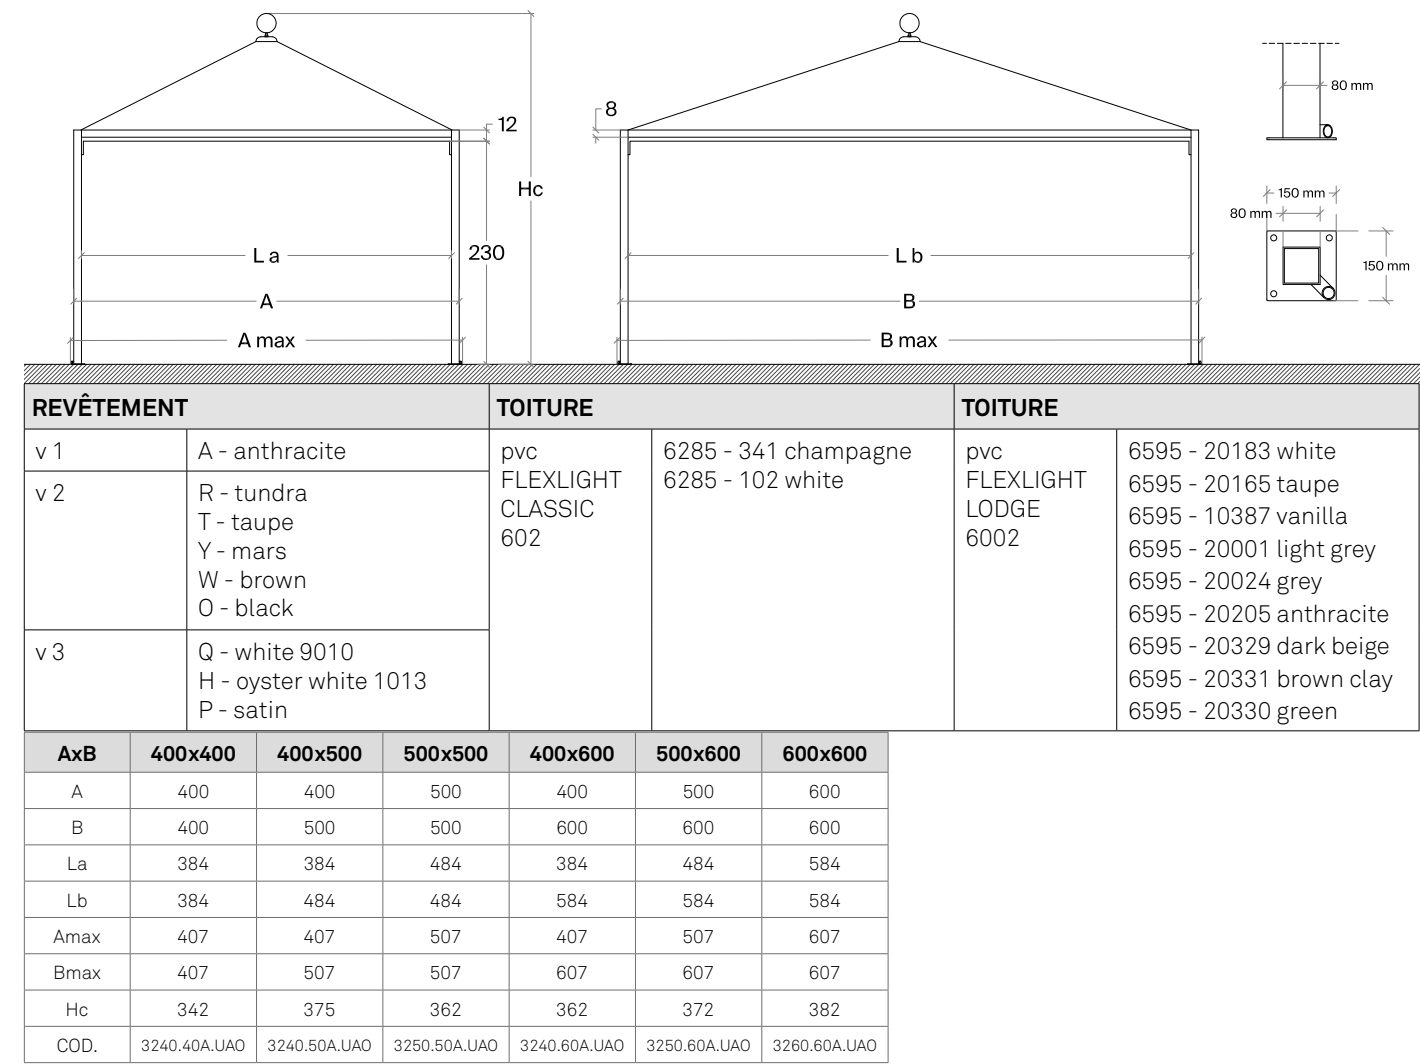 12
8
80 mm
Hc
150 mm
80 mm
La
230
Lb
150 mm
A
B
A max
B max
REVÊTEMENT
TOITURE
TOITURE
v 1
A - anthracite
v 2
R - tundra
T - taupe
Y - mars
W - brown
O - black
v 3
Q - white 9010
H - oyster white 1013
P - satin
pvc
FLEXLIGHT
CLASSIC
602
6285 - 341 champagne
6285 - 102 white
pvc
FLEXLIGHT
LODGE
6002
6595 - 20183 white
6595 - 20165 taupe
6595 - 10387 vanilla
6595 - 20001 light grey
6595 - 20024 grey
6595 - 20205 anthracite
6595 - 20329 dark beige
6595 - 20331 brown clay
6595 - 20330 green
AxB 400x400 400x500 500x500 400x600 500x600 600x600
A 400 400 500 400 500 600
B 400 500 500 600 600 600
La 384 384 484 384 484 584
Lb 384 484 484 584 584 584
Amax 407 407 507 407 507 607
Bmax 407 507 507 607 607 607
Hc 342 375 362 362 372 382
COD. 3240.40A.UAO 3240.50A.UAO 3250.50A.UAO 3240.60A.UAO 3250.60A.UAO 3260.60A.UAO